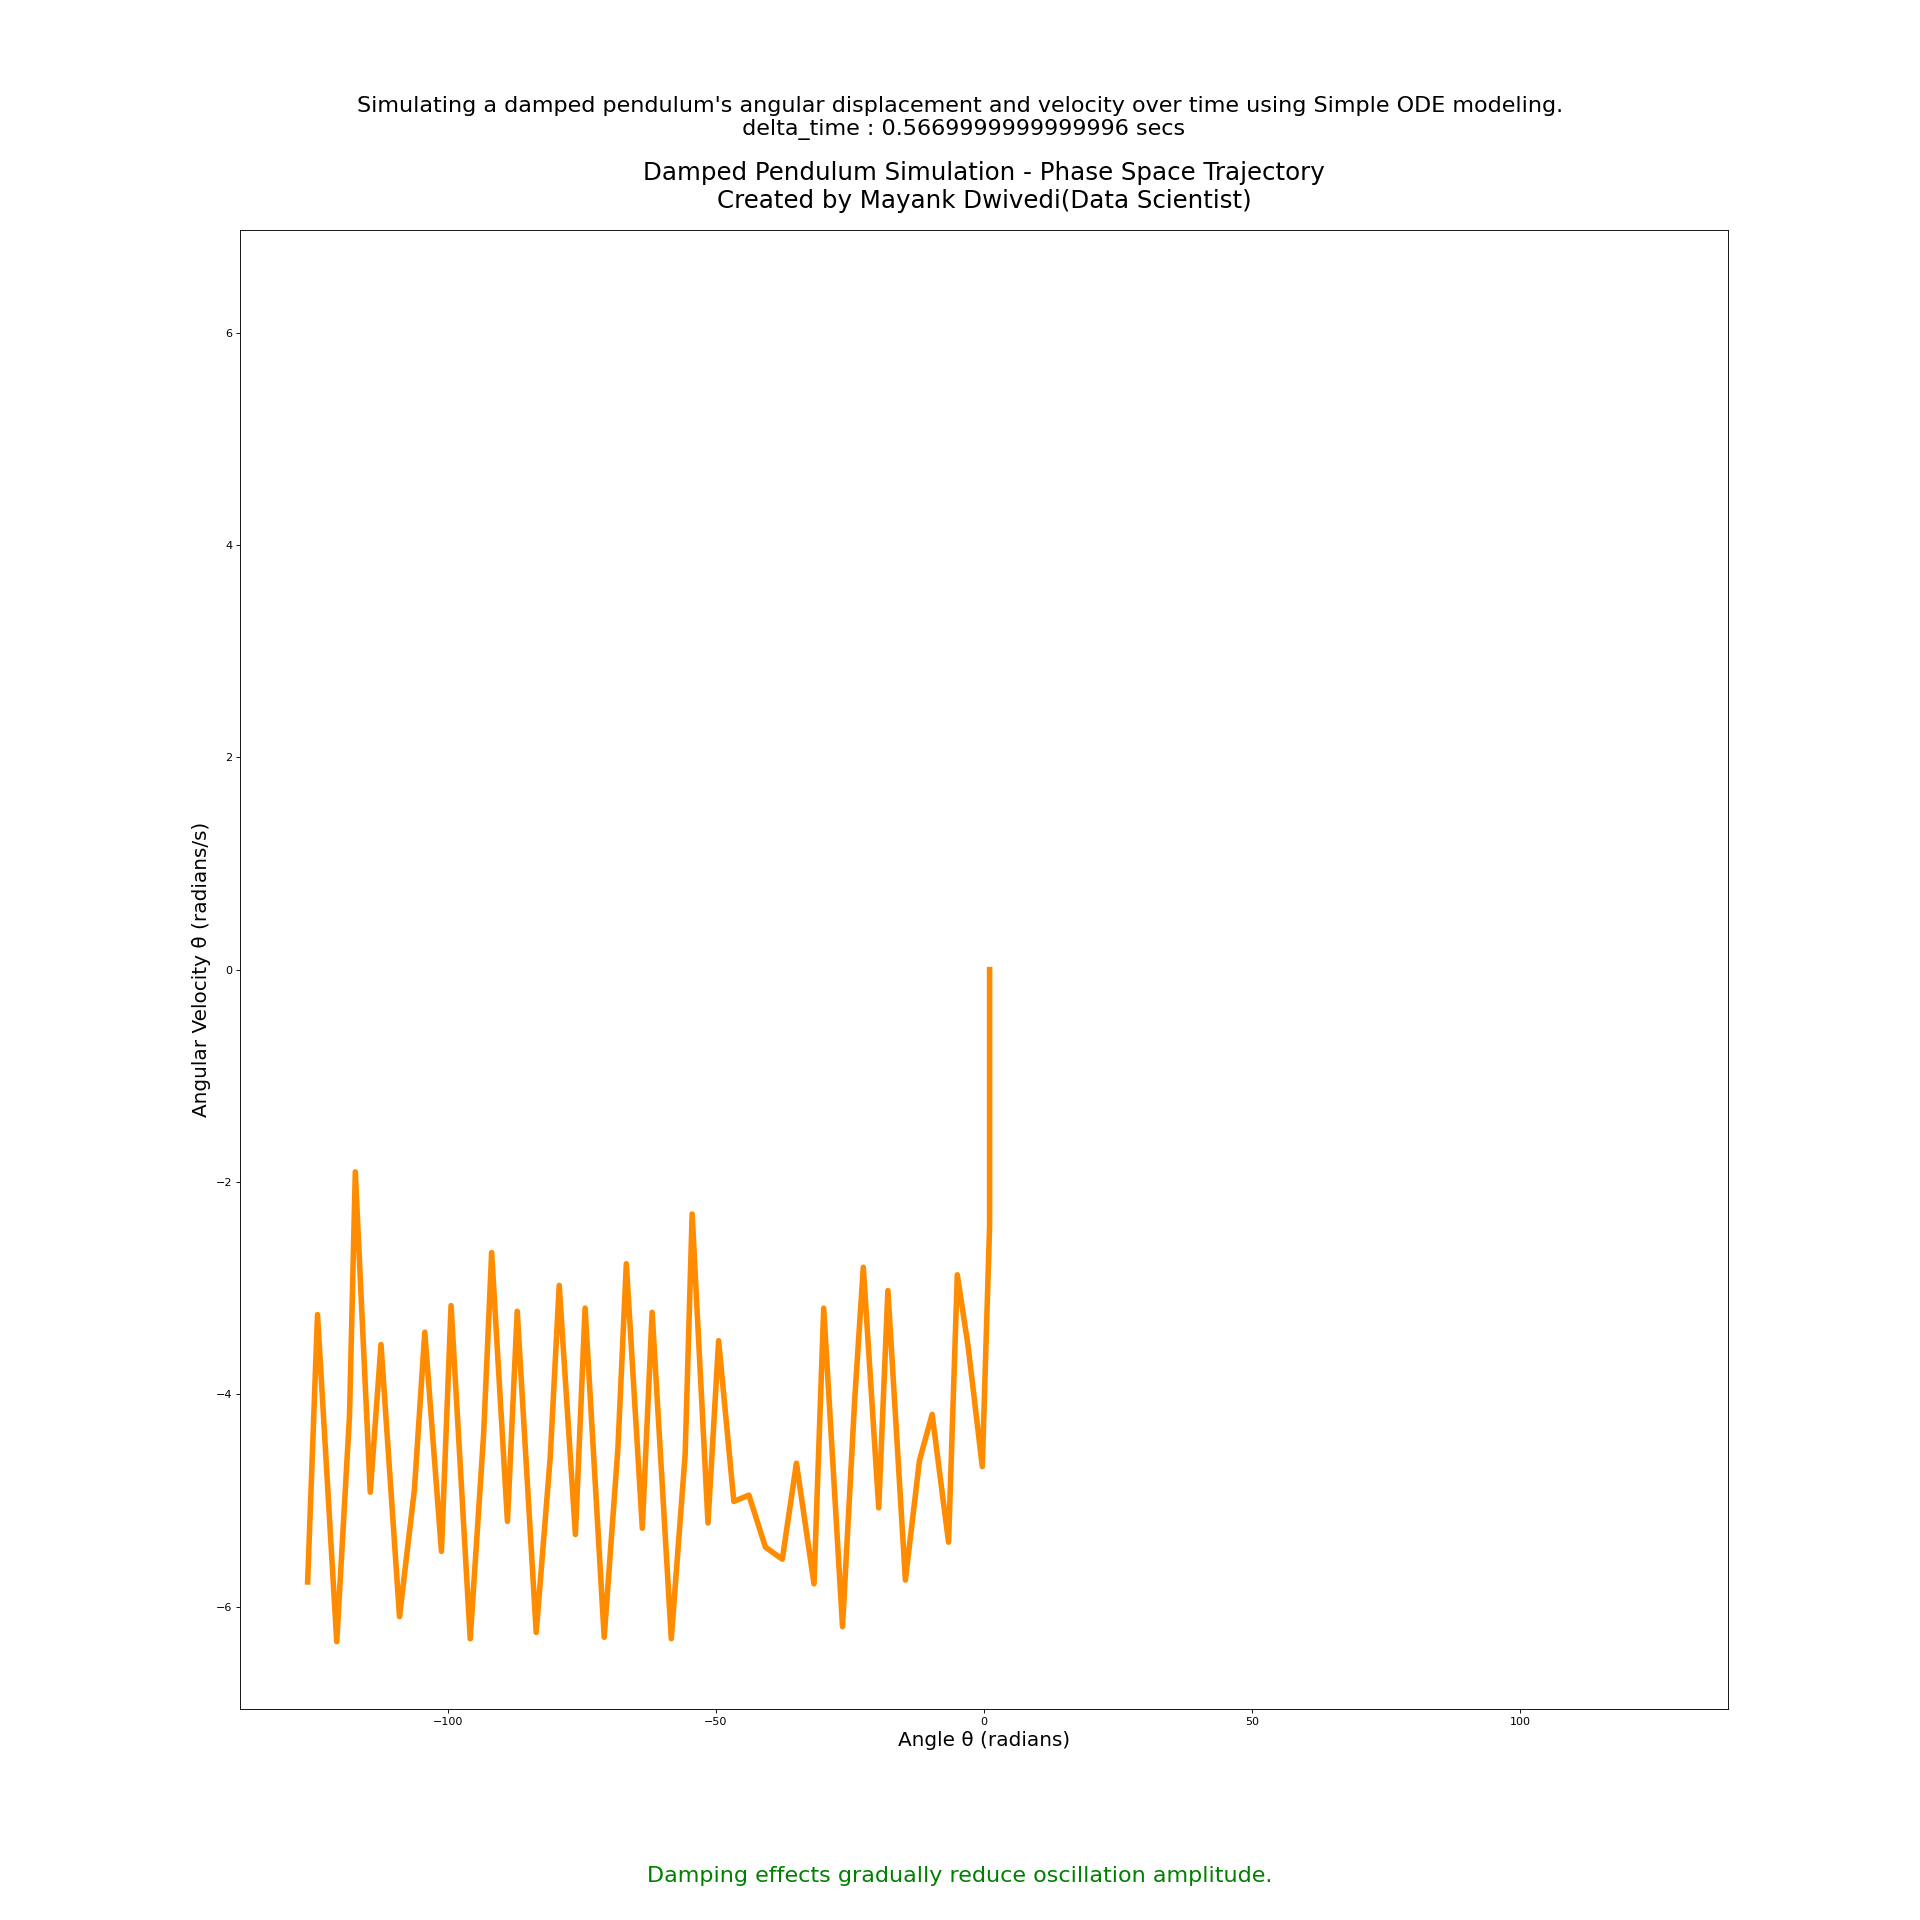 Simulating a damped pendulum's angular displacement and velocity over time using Simple ODE modeling.
delta_time : 0.5669999999999996 secs
Damped Pendulum Simulation - Phase Space Trajectory
Created by Mayank Dwivedi(Data Scientist)
Angular Velocity θ (radians/s)
6
4
2
0
−2
−4
−6
−100
−50
0
50
100
Angle θ (radians)
Damping effects gradually reduce oscillation amplitude.